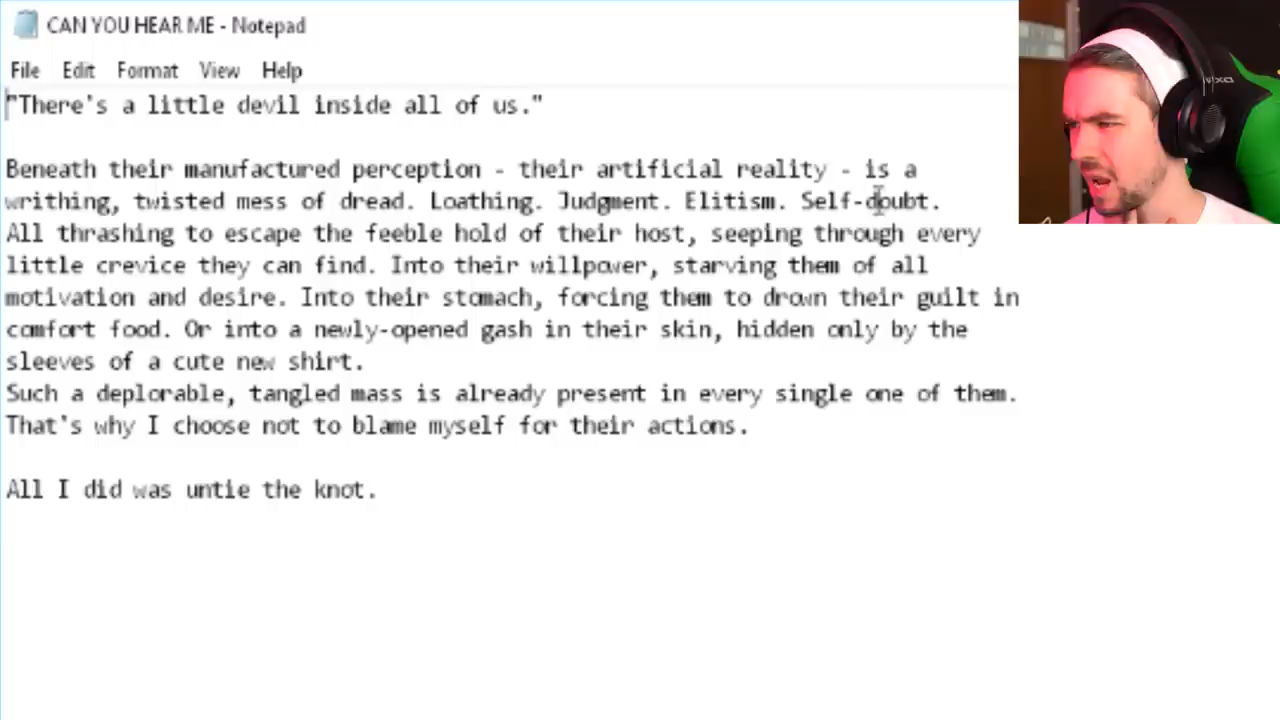 CAN YOU HEAR ME - Notepad
File Edit Format View Help
"There's a little devil inside all of us."
Beneath their manufactured perception - their artificial reality - is a
writhing, twisted mess of dread. Loathing. Judgment. Elitism. Self-doubt.
All thrashing to escape the feeble hold of their host, seeping through every
little crevice they can find. Into their willpower, starving them of all
motivation and desire. Into their stomach, forcing them to drown their guilt in
comfort food. Or into a newly-opened gash in their skin, hidden only by the
sleeves of a cute new shirt.
Such a deplorable, tangled mass is already present in every single one of them.
That's why I choose not to blame myself for their actions.
All I did was untie the knot.